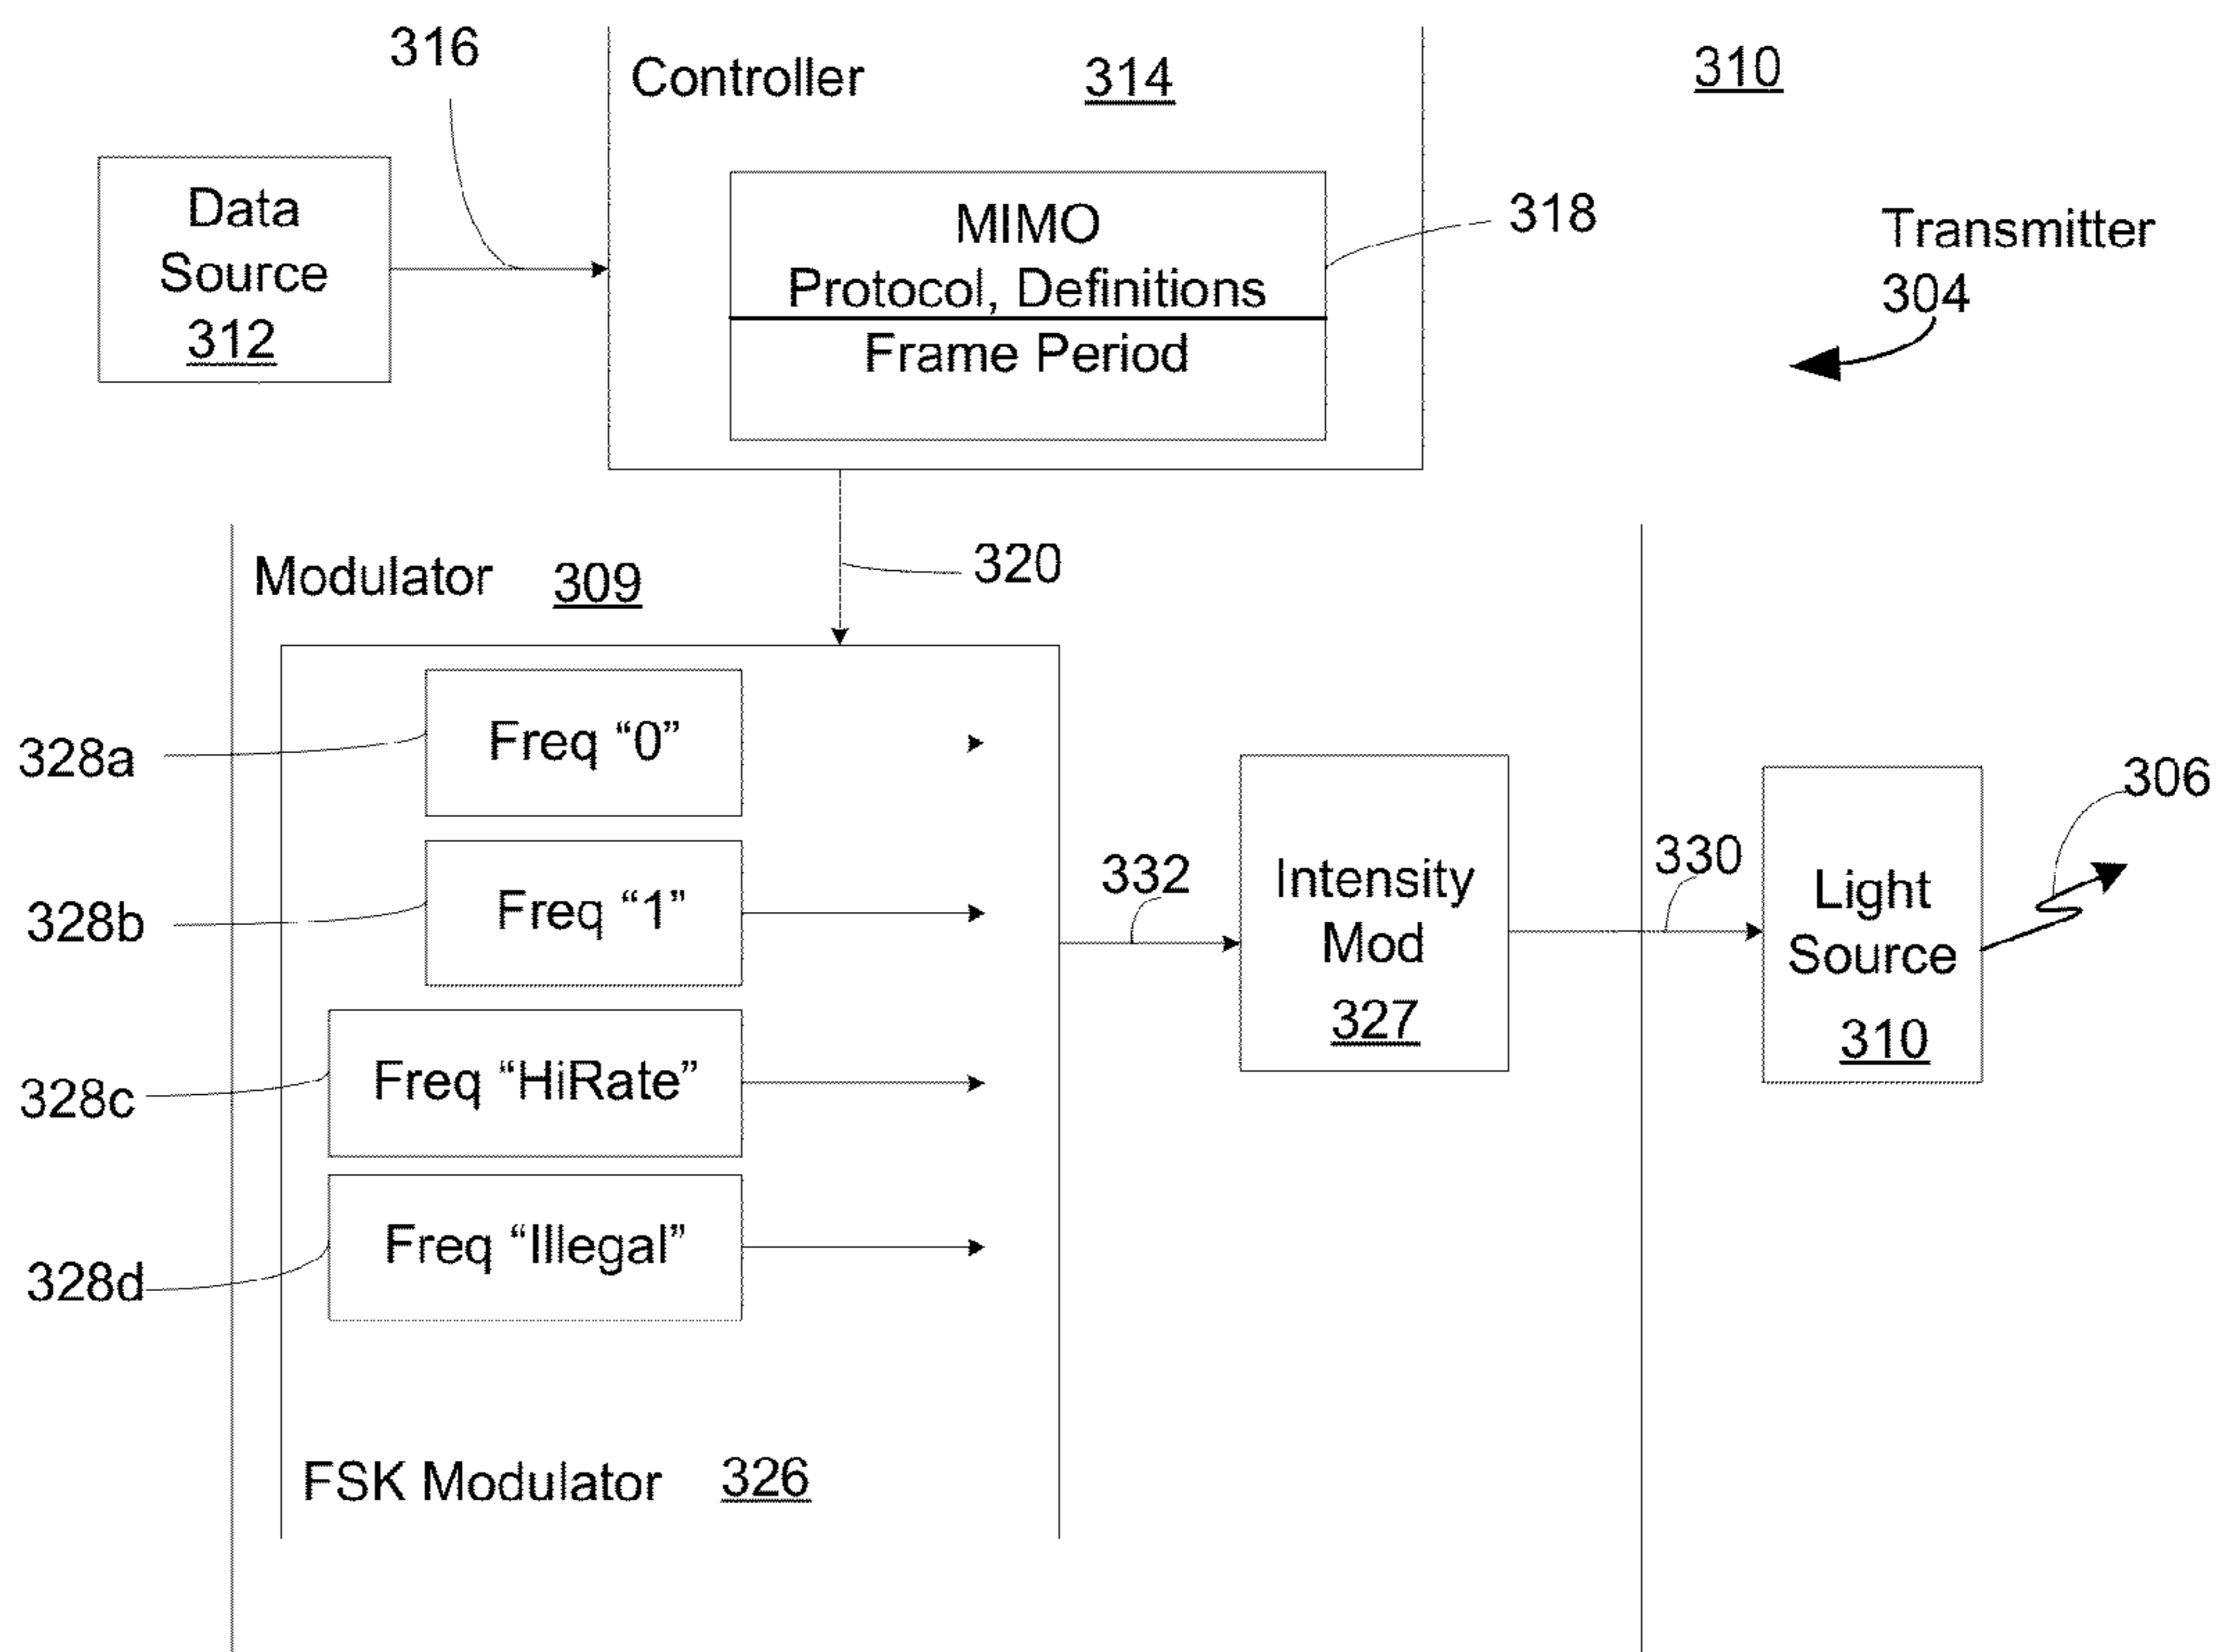 316
Controller
314
310
Data
Source
312
MIMO
Protocol, Definitions
Frame Period
318
Transmitter
304
Modulator
309
320
328a
Freq “0”
328b
Freq “1”
328c
Freq “HiRate”
328d
Freq “Illegal”
FSK Modulator
326
332
Intensity
Mod
327
330
Light
Source
310
306